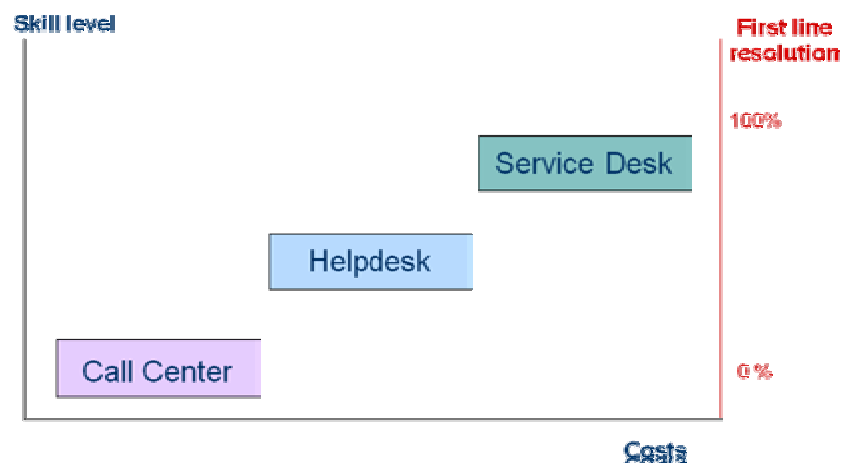 Skill level
First line
resolution
100%
Service Desk
Helpdesk
Call Center
0%
Costs